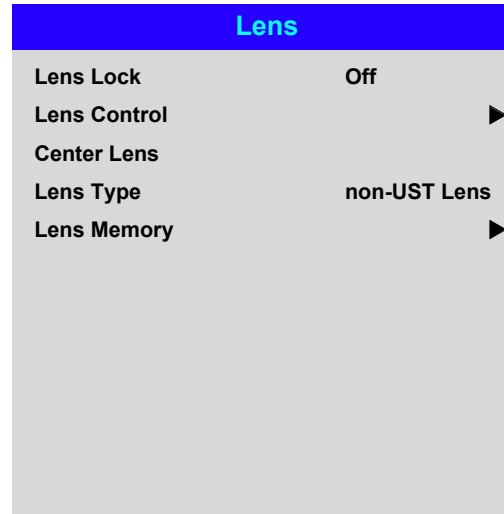 Lens
Lens Lock Off
Lens Control
Center Lens
Lens Type non-UST Lens
Lens Memory